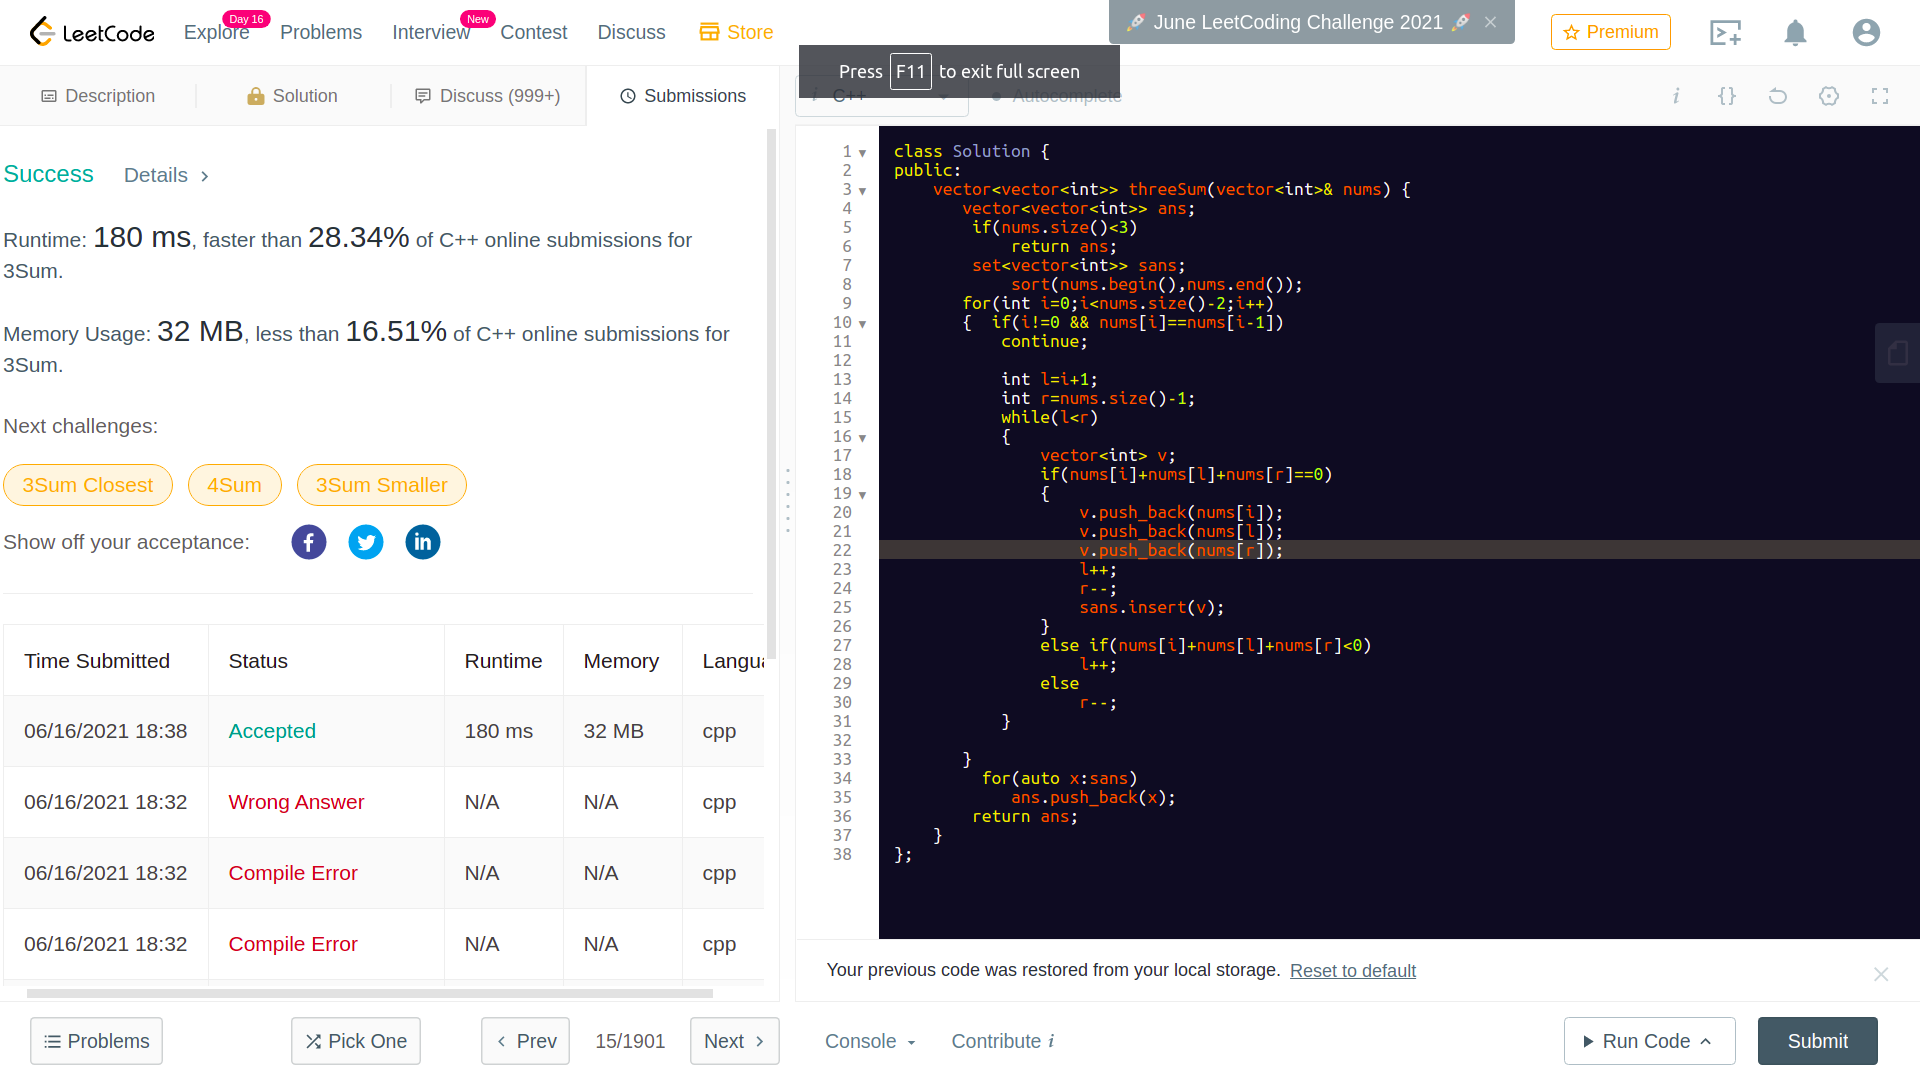 LeetCode
Explore
Day 16
Problems
Interview
New
Contest
Discuss
Store
June LeetCoding Challenge 2021
Premium
Press F11 to exit full screen
Description
Solution
Discuss (999+)
Submissions
i C++
Autocomplete
i {}
Success Details
Runtime: 180 ms, faster than 28.34% of C++ online submissions for
3Sum.
Memory Usage: 32 MB, less than 16.51% of C++ online submissions for
3Sum.
Next challenges:
3Sum Closest
4Sum
3Sum Smaller
Show off your acceptance:
Time Submitted Status Runtime Memory Langua
06/16/2021 18:38 Accepted 180 ms 32 MB cpp
06/16/2021 18:32 Wrong Answer N/A N/A cpp
06/16/2021 18:32 Compile Error N/A N/A cpp
06/16/2021 18:32 Compile Error N/A N/A cpp
1 class Solution {
2 public:
3 vector<vector<int>> threeSum(vector<int>& nums) {
4 vector<vector<int>> ans;
5 if(nums.size()<3)
6 return ans;
7 set<vector<int>> sans;
8 sort(nums.begin(),nums.end());
9 for(int i=0;i<nums.size()-2;i++)
10 { if(i!=0 && nums[i]==nums[i-1])
11 continue;
12
13 int l=i+1;
14 int r=nums.size()-1;
15 while(l<r)
16 {
17 vector<int> v;
18 if(nums[i]+nums[l]+nums[r]==0)
19 {
20 v.push_back(nums[i]);
21 v.push_back(nums[l]);
22 v.push_back(nums[r]);
23 l++;
24 r--;
25 sans.insert(v);
26 }
27 else if(nums[i]+nums[l]+nums[r]<0)
28 l++;
29 else
30 r--;
31 }
32
33 }
34 for(auto x:sans)
35 ans.push_back(x);
36 return ans;
37 }
38 };
Your previous code was restored from your local storage. Reset to default
Problems
Pick One
Prev
15/1901
Next
Console
Contribute i
Run Code
Submit